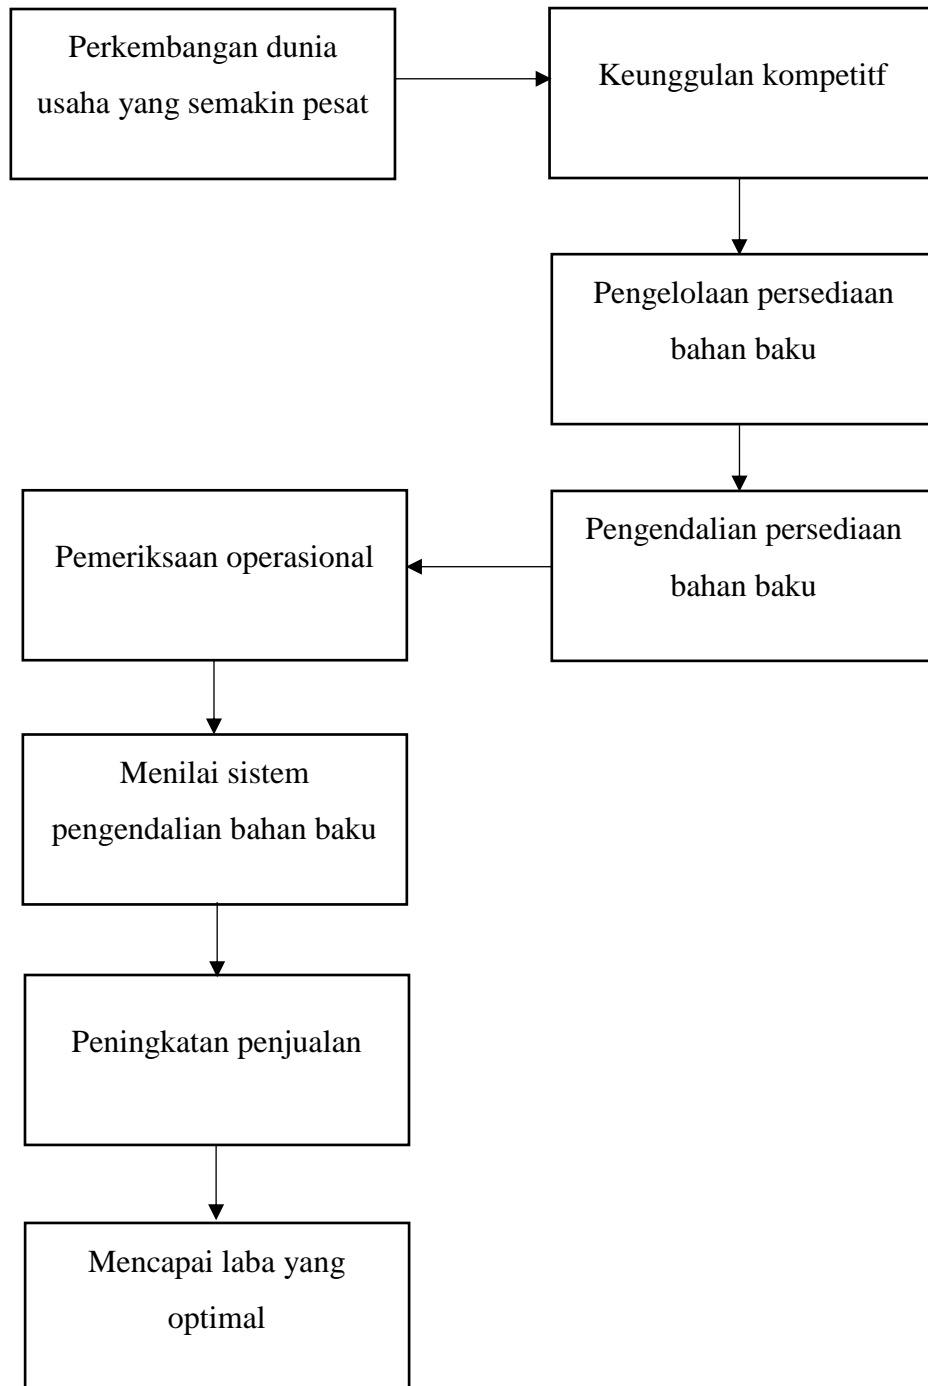 Perkembangan dunia
usaha yang semakin pesat
Keunggulan kompetitf
Pengelolaan persediaan
bahan baku
Pengendalian persediaan
bahan baku
Pemeriksaan operasional
Menilai sistem
pengendalian bahan baku
Peningkatan penjualan
Mencapai laba yang
optimal